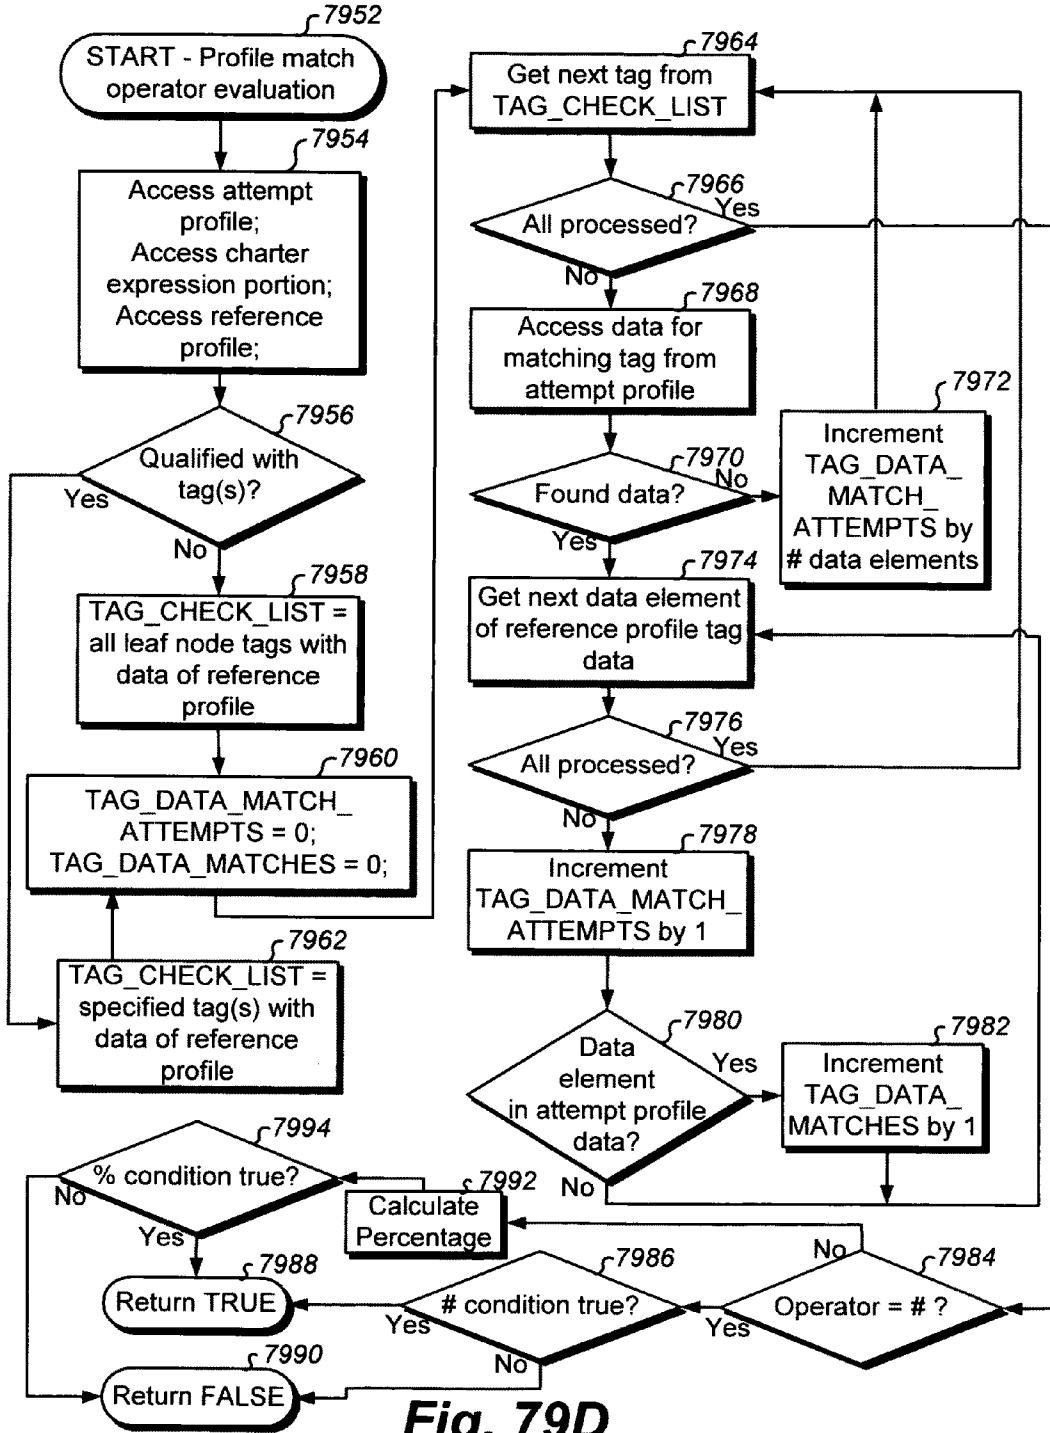 7952
START - Profile match
operator evaluation
7954
Access attempt
profile;
Access charter
expression portion;
Access reference
profile;
7956
Qualified with
tag(s)?
Yes
No
7958
TAG_CHECK_LIST =
all leaf node tags with
data of reference
profile
7960
TAG_DATA_MATCH_
ATTEMPTS = 0;
TAG_DATA_MATCHES = 0;
7962
TAG_CHECK_LIST =
specified tag(s) with
data of reference
profile
7964
Get next tag from
TAG_CHECK_LIST
7966
All processed?
Yes
No
7968
Access data for
matching tag from
attempt profile
7970
Found data?
No
Yes
7972
Increment
TAG_DATA_
MATCH_
ATTEMPTS by
# data elements
7974
Get next data element
of reference profile tag
data
7976
All processed?
Yes
No
7978
Increment
TAG_DATA_MATCH_
ATTEMPTS by 1
7980
Data
element
in attempt profile
data?
Yes
No
7982
Increment
TAG_DATA_
MATCHES by 1
7984
Operator = # ?
No
Yes
7986
# condition true?
Yes
No
7992
Calculate
Percentage
7994
% condition true?
No
Yes
7988
Return TRUE
7990
Return FALSE
Fig. 79D